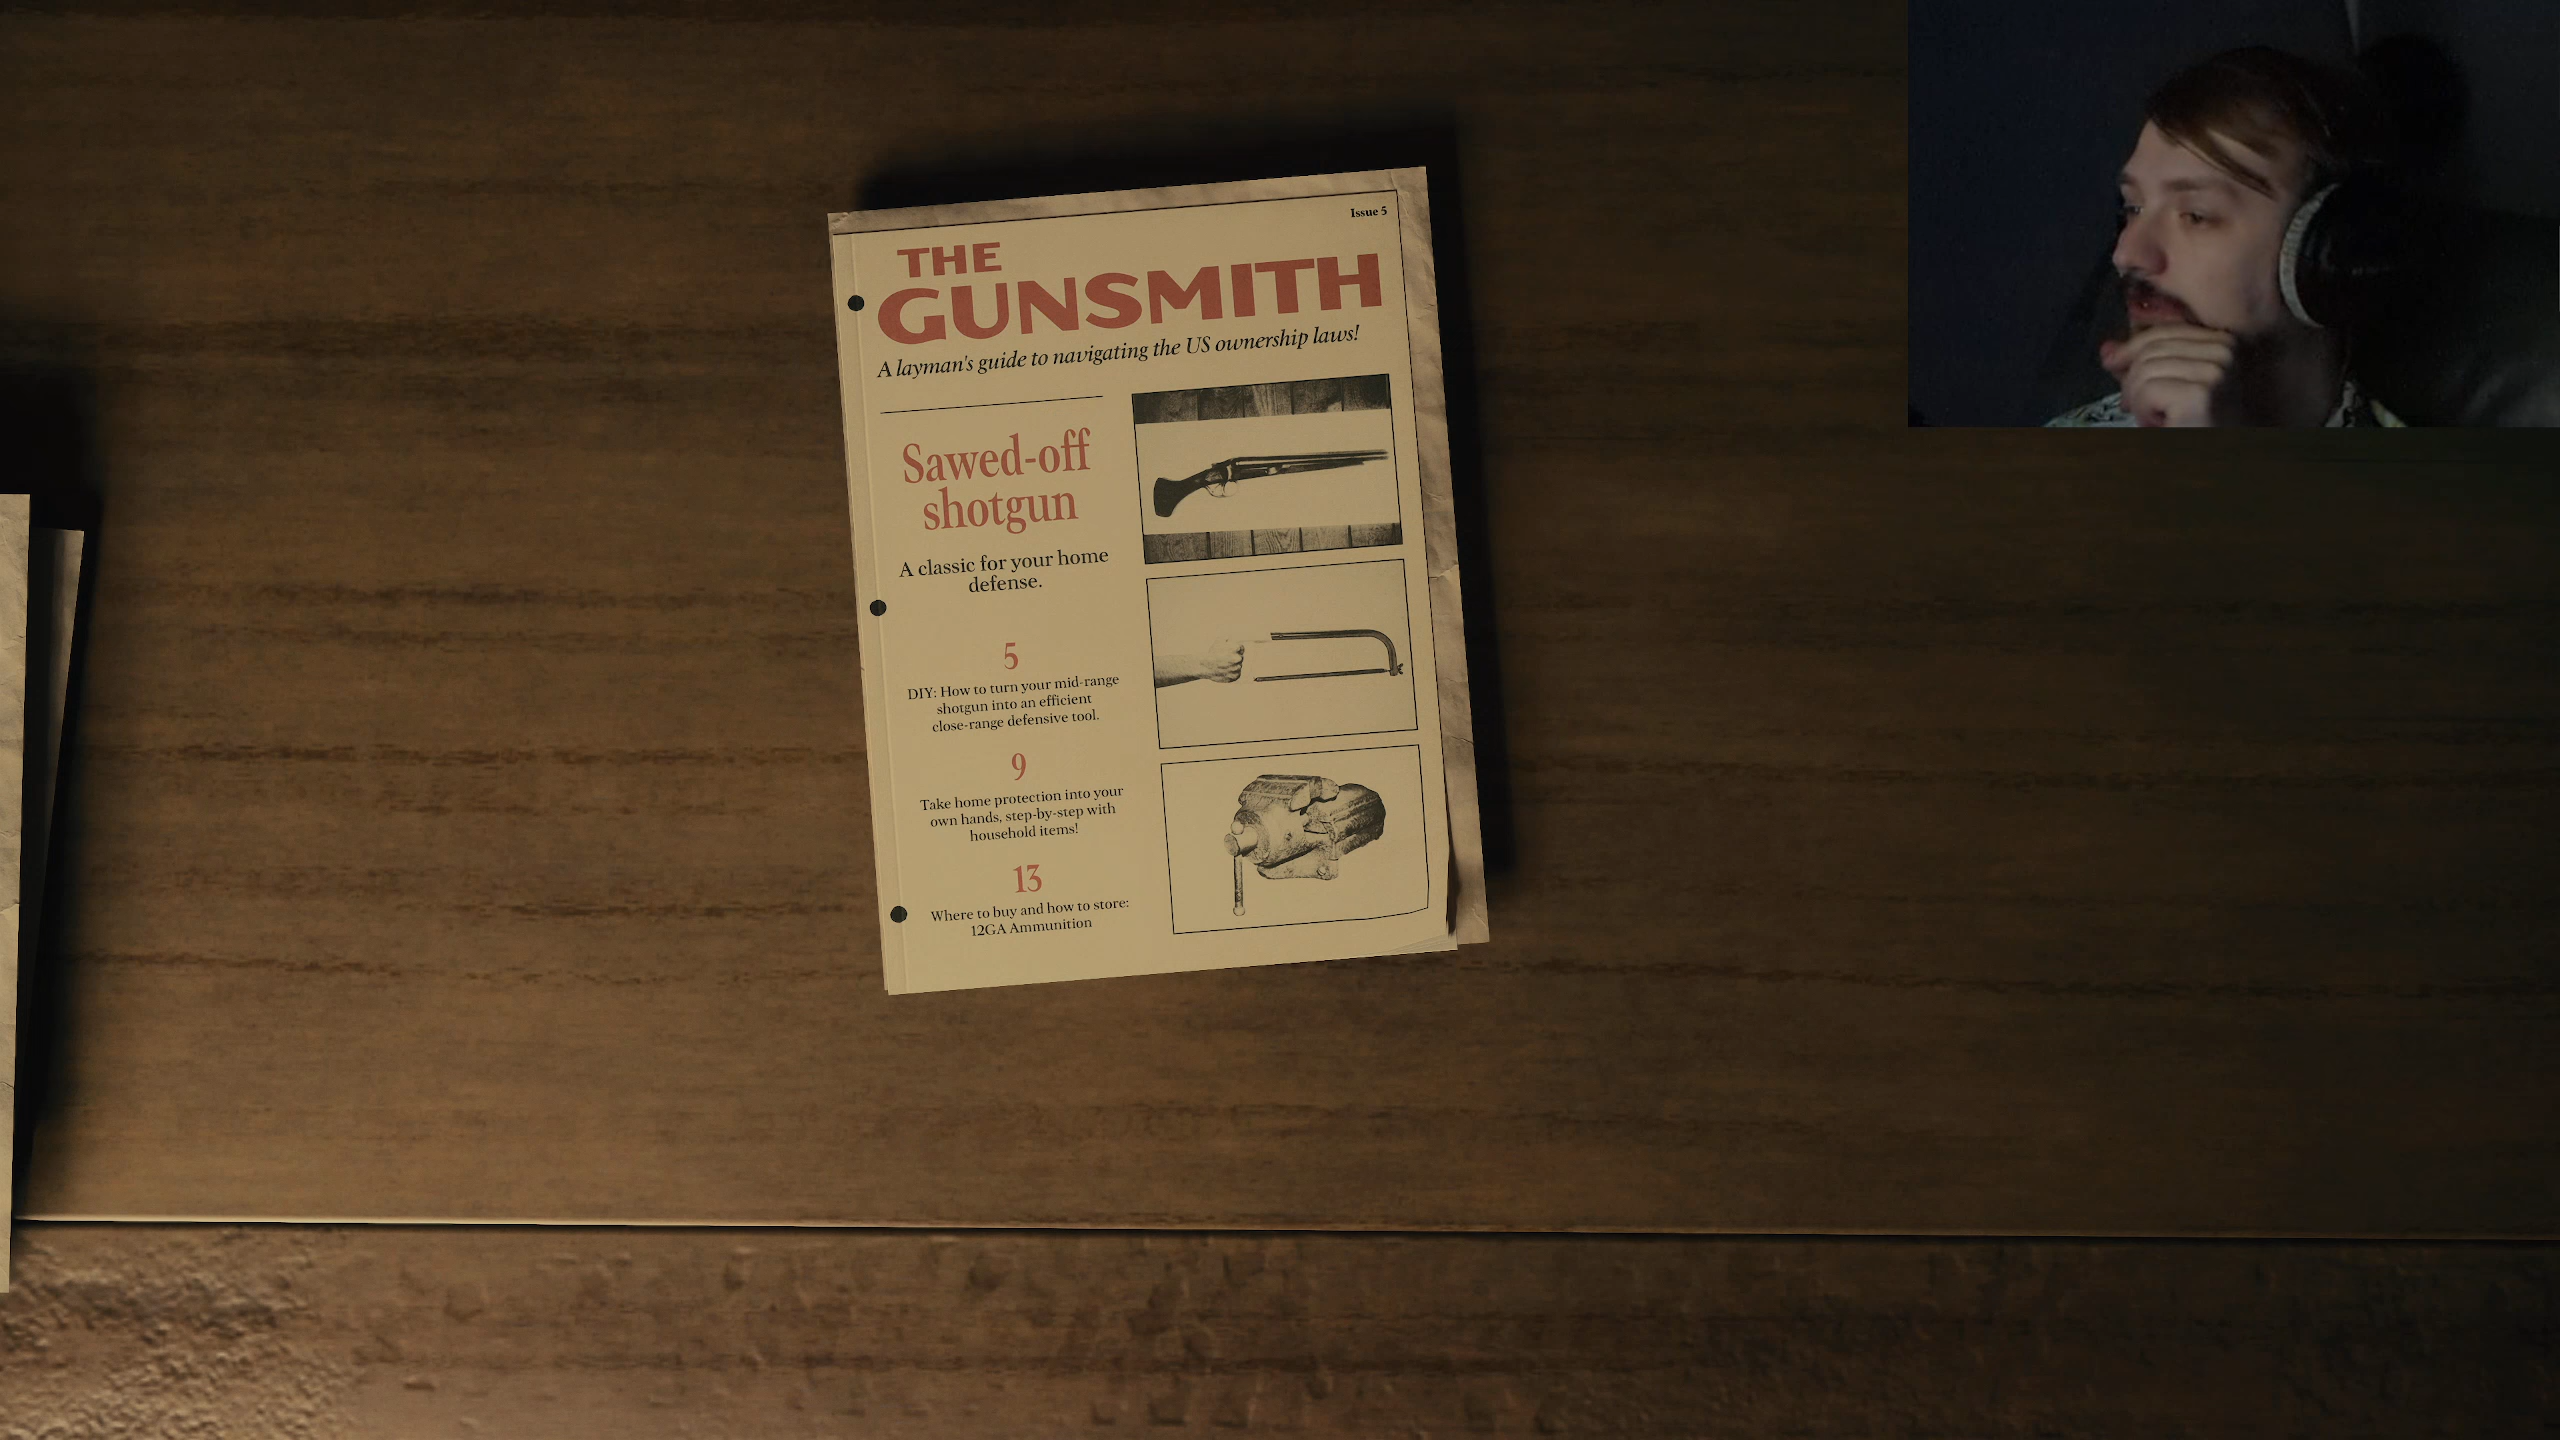 Issue 5
THE
GUNSMITH
A layman's guide to navigating the US ownership laws!
Sawed-off
shotgun
A classic for your home
defense.
5
DIY: How to turn your mid-range
shotgun into an efficient
close-range defensive tool.
9
Take home protection into your
own hands, step-by-step with
household items!
13
Where to buy and how to store:
12GA Ammunition